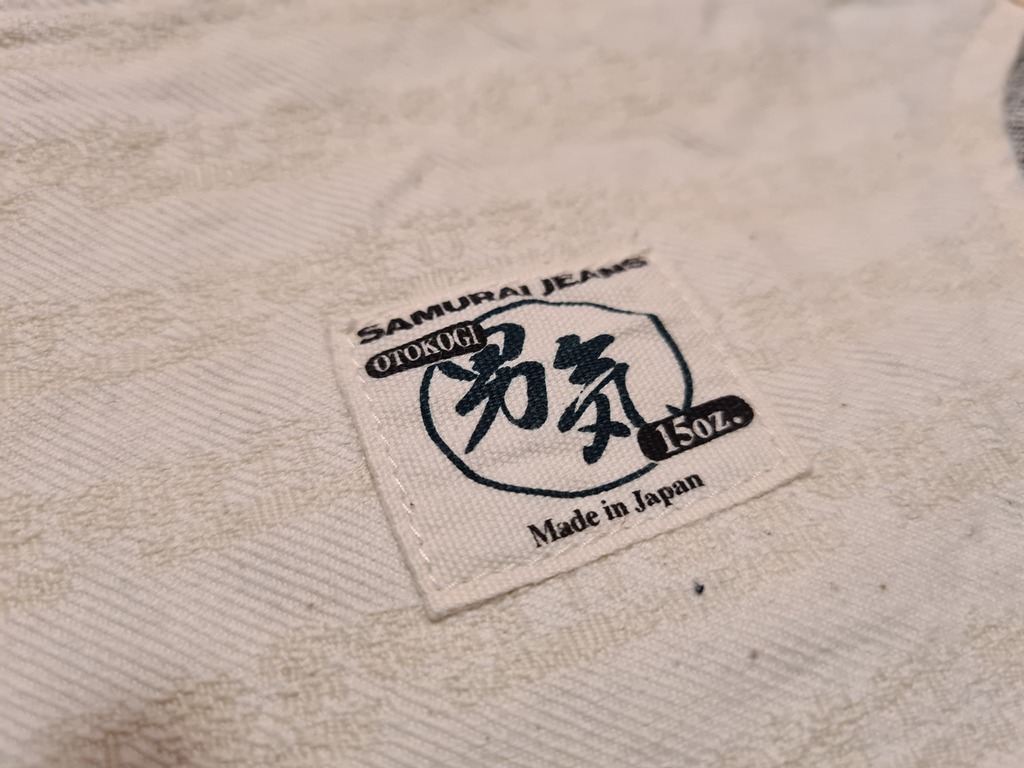 SAMURAI JEANS
OTOKOGI
男気
15oz.
Made in Japan